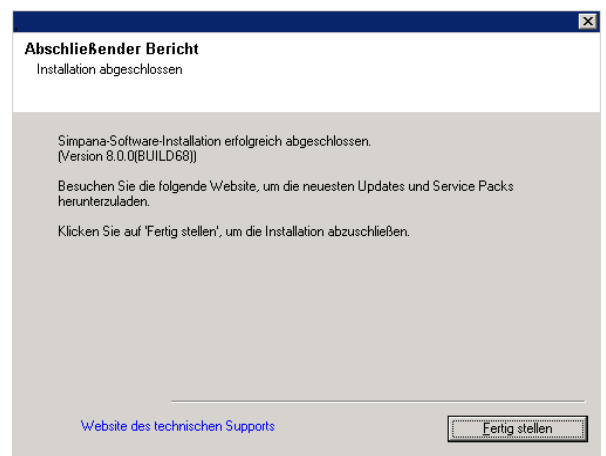 Abschließender Bericht
Installation abgeschlossen
Simpana-Software-Installation erfolgreich abgeschlossen.
(Version 8.0.0(BUILD68))
Besuchen Sie die folgende Website, um die neuesten Updates und Service Packs
herunterzuladen.
Klicken Sie auf 'Fertig stellen', um die Installation abzuschließen.
Website des technischen Supports
Fertig stellen